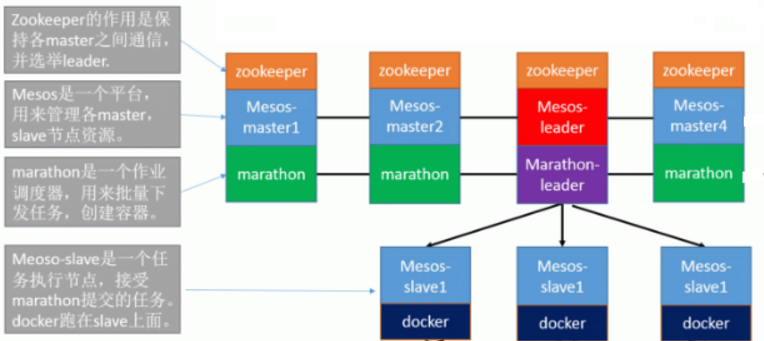 Zookeeper的作用是保
持各master之间通信，
并选举leader.
Mesos是一个平台，
用来管理各master，
slave节点资源。
marathon是一个作业
调度器，用来批量下
发任务，创建容器。
Meoso-slave是一个任
务执行节点，接受
marathon提交的任务。
docker跑在slave上面。
zookeeper
zookeeper
zookeeper
zookeeper
Mesos-
master1
Mesos-
master2
Mesos-
leader
Mesos-
master4
marathon
marathon
Marathon-
leader
marathon
Mesos-
slave1
Mesos-
slave1
Mesos-
slave1
docker
docker
docker